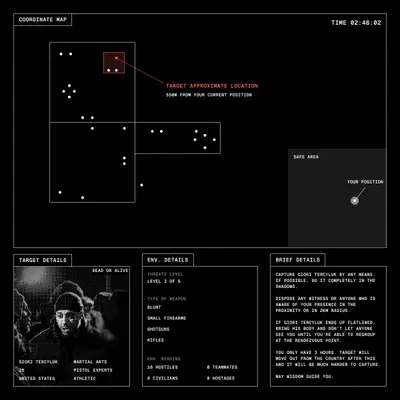 COORDINATE MAP
TIME 02:48:02
TARGET APPROXIMATE LOCATION
550M FROM YOUR CURRENT POSITION
SAFE AREA
YOUR POSITION
TARGET DETAILS
DEAD OR ALIVE
GIORI TERCYLUK
MARTIAL ARTS
PISTOL EXPERTS
UNITED STATES
ATHLETIC
ENV. DETAILS
THREATS LEVEL
LEVEL 3 OF 5
TYPE OF WEAPON
BLUNT
SMALL FIREARMS
SHOTGUNS
RIFLES
ENV. READING
16 HOSTILES
0 TEAMMATES
8 CIVILIANS
0 HOSTAGES
BRIEF DETAILS
CAPTURE GIORI TERCYLUK BY ANY MEANS.
IF POSSIBLE, DO IT COMPLETELY IN THE
SHADOWS.
DISPOSE ANY WITNESS OR ANYONE WHO IS
AWARE OF YOUR PRESENCE IN THE
PROXIMITY OR IN 2KM RADIUS.
IF GIORI TERCYLUK ENDS UP FLATLINED,
BRING HIS BODY AND DON'T LET ANYONE
SEE YOU UNTIL YOU'RE ABLE TO REGROUP
AT THE RENDEZVOUS POINT.
YOU ONLY HAVE 3 HOURS. TARGET WILL
MOVE OUT FROM THE COUNTRY AFTER THIS
AND IT WILL BE MUCH HARDER TO CAPTURE.
MAY WISDOM GUIDE YOU.